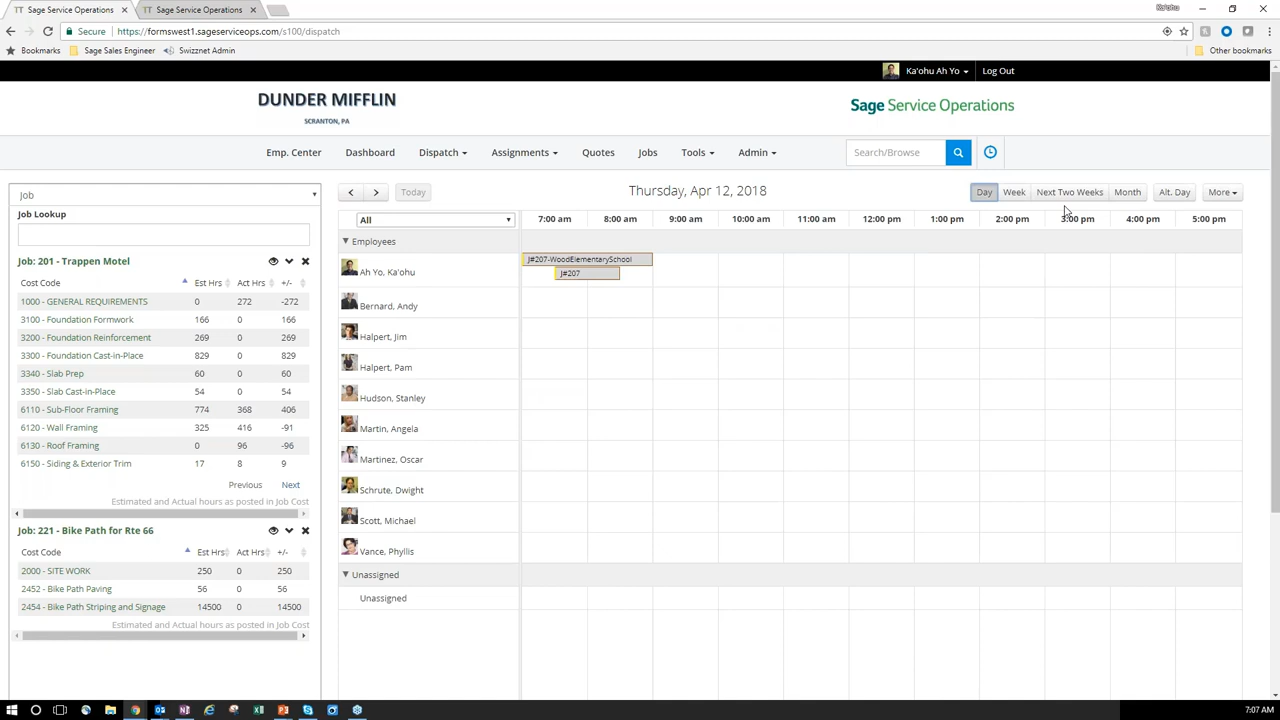 Sage Service Operations
Sage Service Operations
Ka'ohu
Secure
https://formswest1.sageserviceops.com/s100/dispatch
Bookmarks
Sage Sales Engineer
Swizznet Admin
Other bookmarks
Ka'ohu Ah Yo
Log Out
DUNDER MIFFLIN
SCRANTON, PA
Sage Service Operations
Emp. Center
Dashboard
Dispatch
Assignments
Quotes
Jobs
Tools
Admin
Search/Browse
Job
Job Lookup
Job: 201 - Trappen Motel
Cost Code Est Hrs Act Hrs +/-
1000 - GENERAL REQUIREMENTS 0 272 -272
3100 - Foundation Formwork 166 0 166
3200 - Foundation Reinforcement 269 0 269
3300 - Foundation Cast-in-Place 829 0 829
3340 - Slab Prep 60 0 60
3350 - Slab Cast-in-Place 54 0 54
6110 - Sub-Floor Framing 774 368 406
6120 - Wall Framing 325 416 -91
6130 - Roof Framing 0 96 -96
6150 - Siding & Exterior Trim 17 8 9
Previous Next
Estimated and Actual hours as posted in Job Cost
Job: 221 - Bike Path for Rte 66
Cost Code Est Hrs Act Hrs +/-
2000 - SITE WORK 250 0 250
2452 - Bike Path Paving 56 0 56
2454 - Bike Path Striping and Signage 14500 0 14500
Estimated and Actual hours as posted in Job Cost
Today
Thursday, Apr 12, 2018
Day
Week
Next Two Weeks
Month
Alt. Day
More
All
7:00 am 8:00 am 9:00 am 10:00 am 11:00 am 12:00 pm 1:00 pm 2:00 pm 3:00 pm 4:00 pm 5:00 pm
Employees
Ah Yo, Ka'ohu
J#207-WoodElementarySchool
J#207
Bernard, Andy
Halpert, Jim
Halpert, Pam
Hudson, Stanley
Martin, Angela
Martinez, Oscar
Schrute, Dwight
Scott, Michael
Vance, Phyllis
Unassigned
Unassigned
7:07 AM